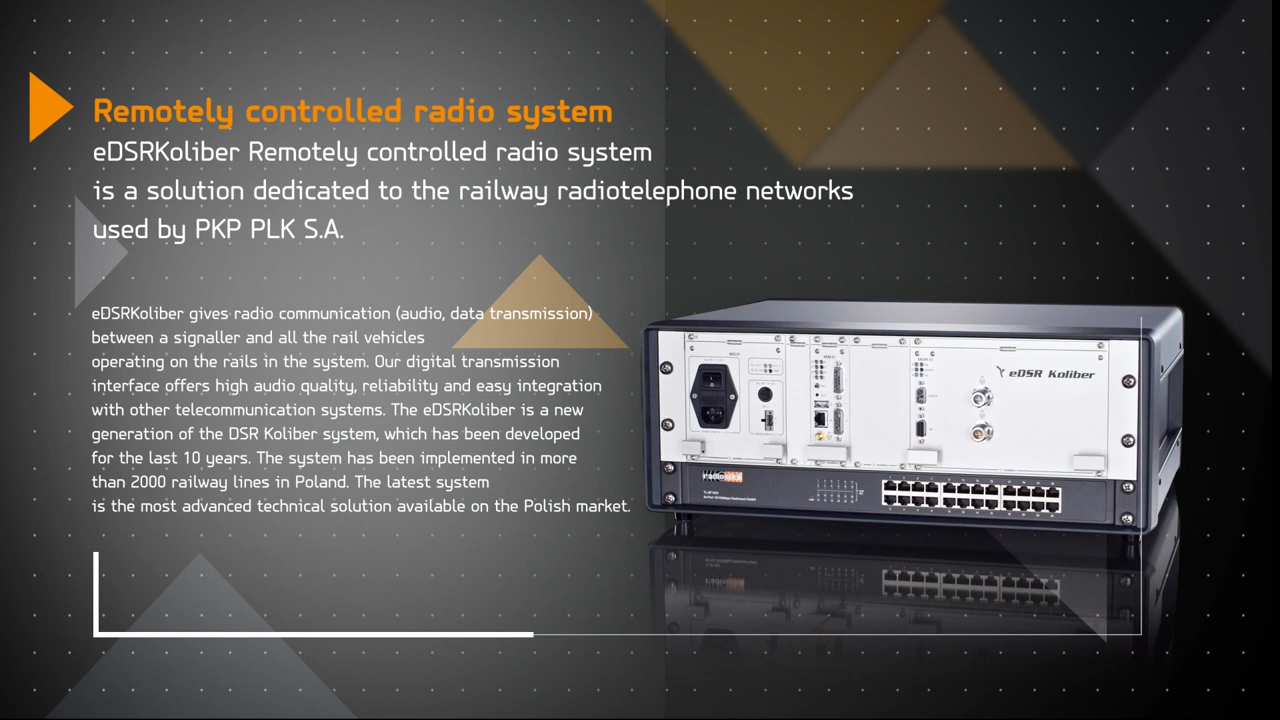 Remotely controlled radio system
eDSRKoliber Remotely controlled radio system
is a solution dedicated to the railway radiotelephone networks
used by PKP PLK S.A.
eDSRKoliber gives radio communication (audio, data transmission)
between a signaller and all the rail vehicles
operating on the rails in the system. Our digital transmission
interface offers high audio quality, reliability and easy integration
with other telecommunication systems. The eDSRKoliber is a new
generation of the DSR Koliber system, which has been developed
for the last 10 years. The system has been implemented in more
than 2000 railway lines in Poland. The latest system
is the most advanced technical solution available on the Polish market.
eDSR Koliber